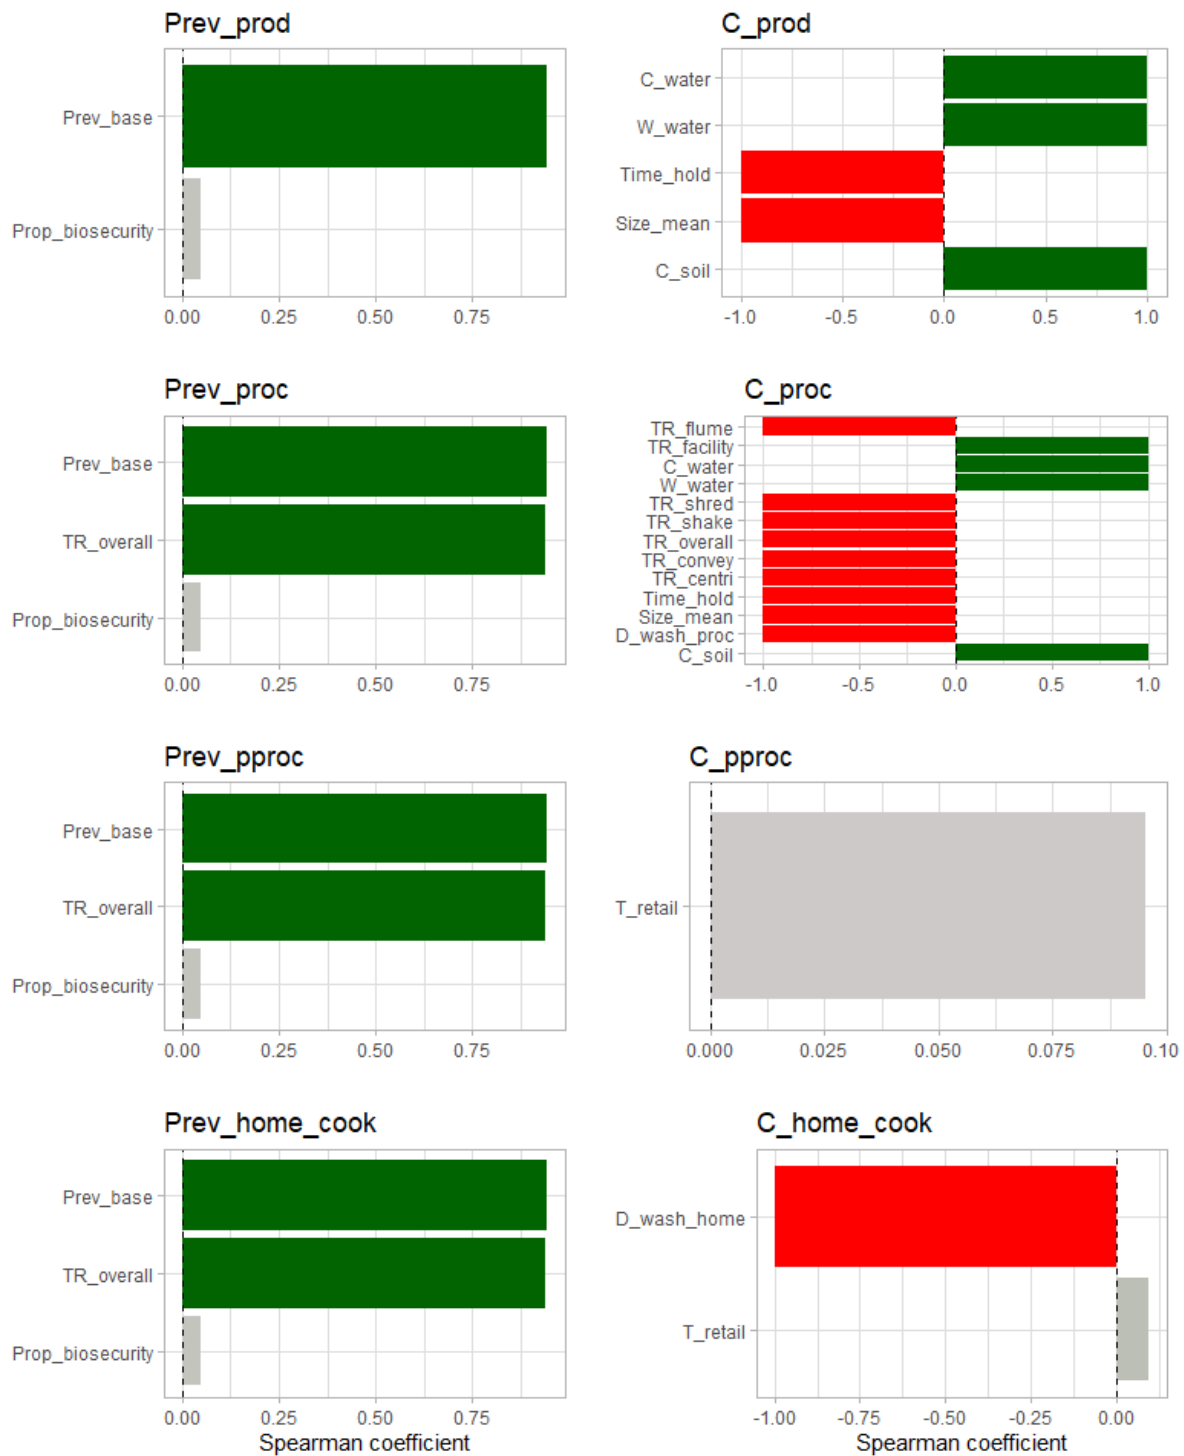 Prev_prod
Prev_base
Prop_biosecurity
0.00 0.25 0.50 0.75
C_prod
C_water
W_water
Time_hold
Size_mean
C_soil
-1.0 -0.5 0.0 0.5 1.0
Prev_proc
Prev_base
TR_overall
Prop_biosecurity
0.00 0.25 0.50 0.75
C_proc
TR_flume
TR_facility
C_water
W_water
TR_shred
TR_shake
TR_overall
TR_convey
TR_centri
Time_hold
Size_mean
D_wash_proc
C_soil
-1.0 -0.5 0.0 0.5 1.0
Prev_pproc
Prev_base
TR_overall
Prop_biosecurity
0.00 0.25 0.50 0.75
C_pproc
T_retail
0.000 0.025 0.050 0.075 0.10
Prev_home_cook
Prev_base
TR_overall
Prop_biosecurity
0.00 0.25 0.50 0.75
Spearman coefficient
C_home_cook
D_wash_home
T_retail
-1.00 -0.75 -0.50 -0.25 0.00
Spearman coefficient